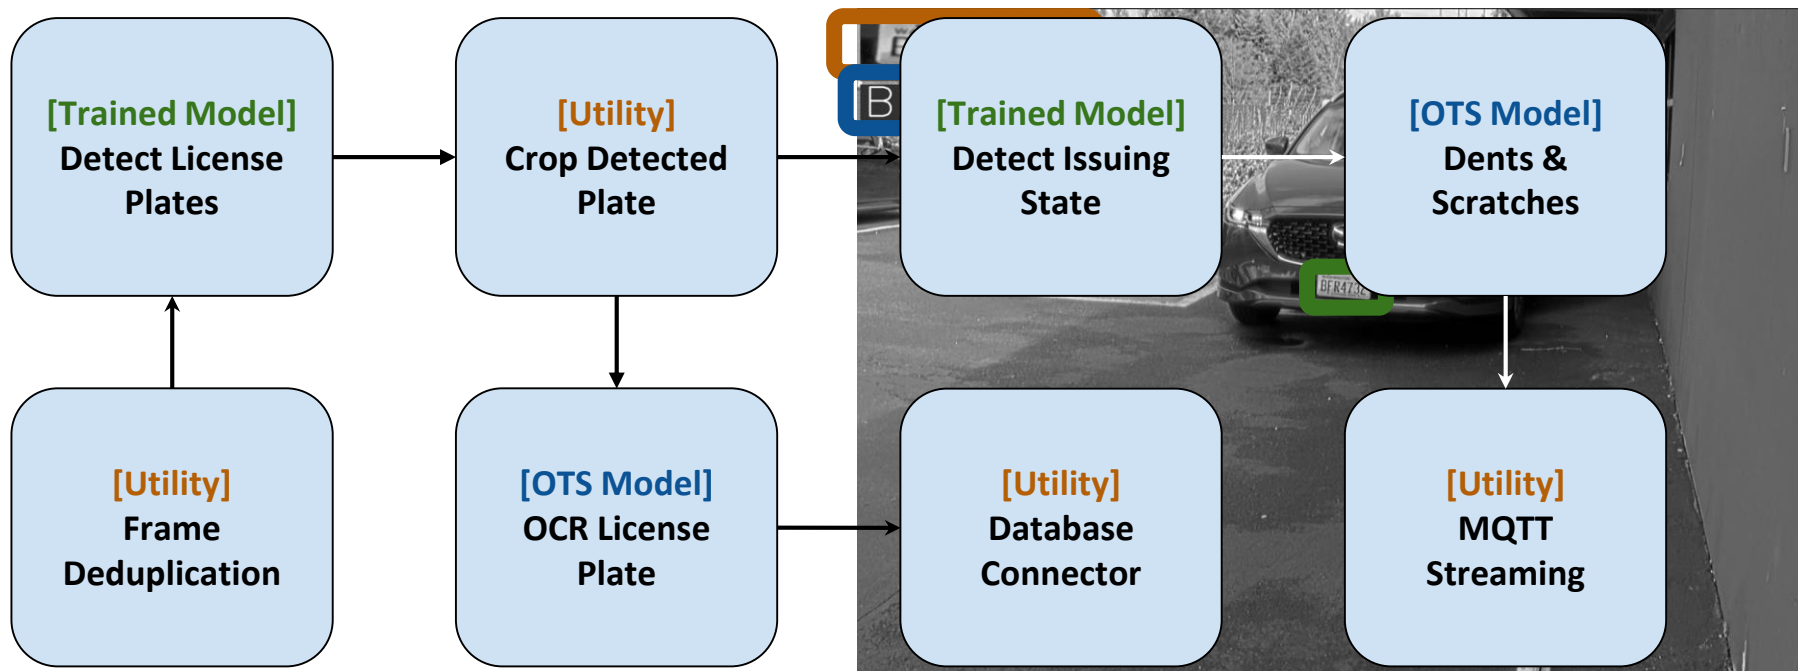 [Trained Model]
Detect License
Plates
[Utility]
Crop Detected
Plate
[Trained Model]
Detect Issuing
State
[OTS Model]
Dents &
Scratches
B
[Utility]
Frame
Deduplication
[OTS Model]
OCR License
Plate
[Utility]
Database
Connector
[Utility]
MQTT
Streaming